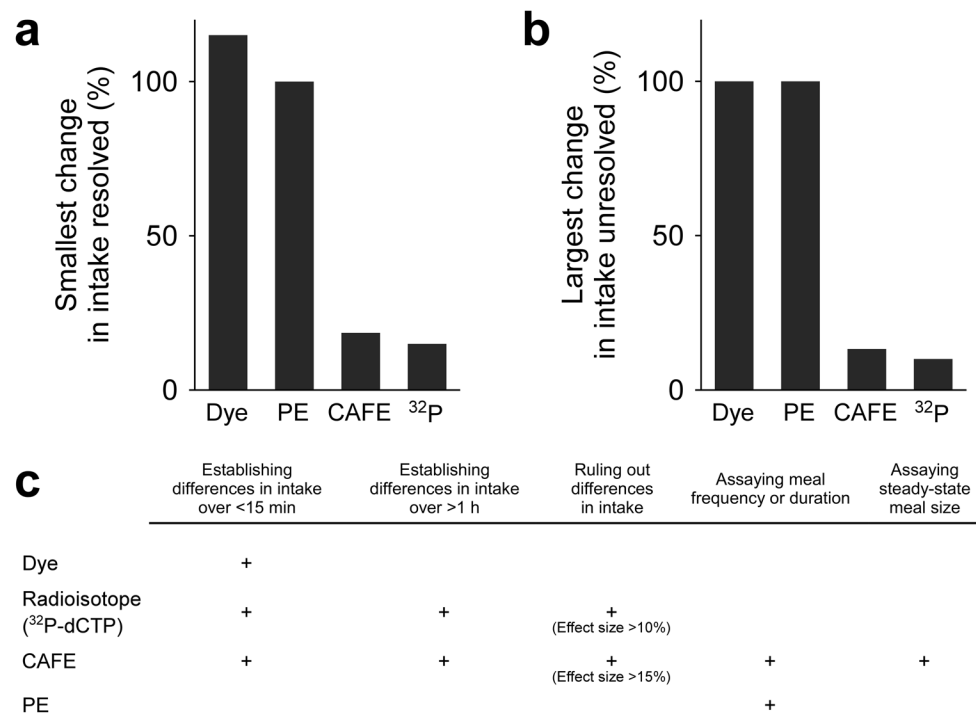 a
Smallest change
in intake resolved (%)
100
50
0
Dye PE CAFE ³²P
b
Largest change
in intake unresolved (%)
100
50
0
Dye PE CAFE ³²P
c
Establishing
differences in intake
over <15 min
Establishing
differences in intake
over >1 h
Ruling out
differences
in intake
Assaying meal
frequency or duration
Assaying
steady-state
meal size
Dye +
Radioisotope
(³²P-dCTP) + + +
(Effect size >10%)
CAFE + + + + +
(Effect size >15%)
PE +